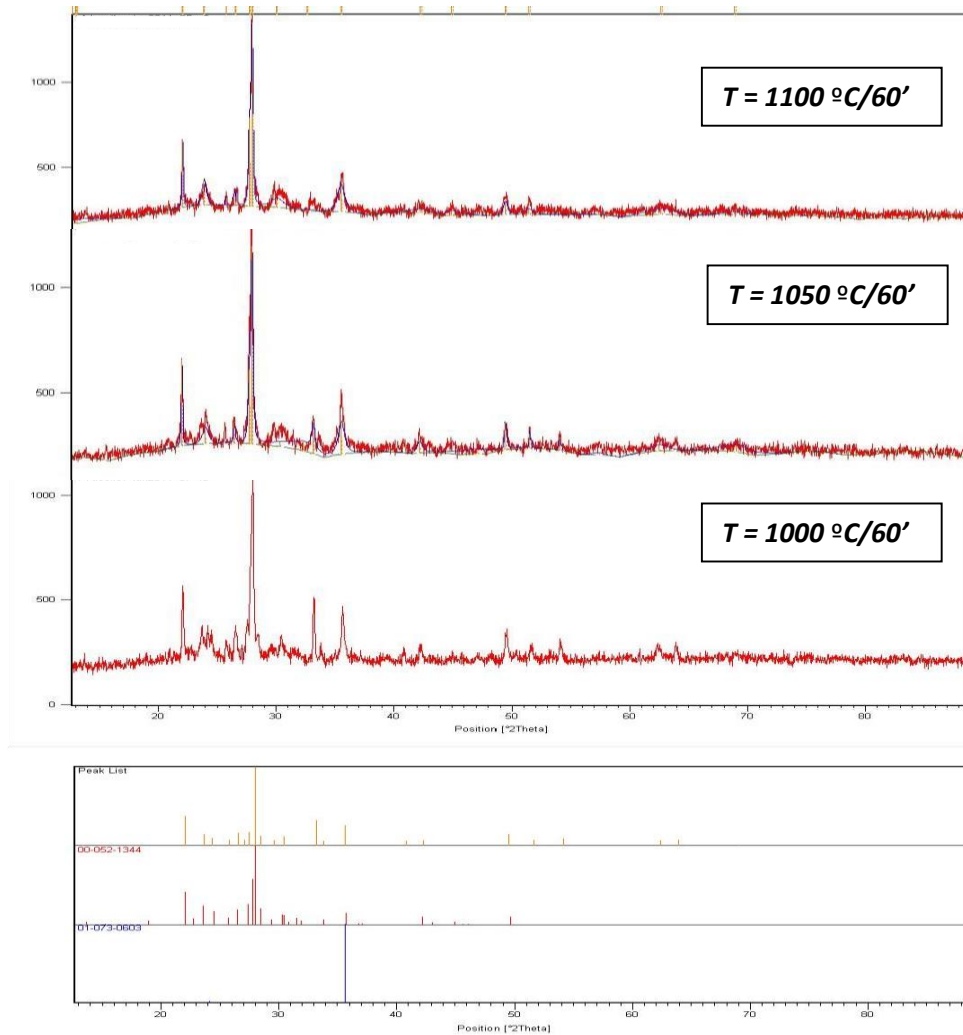 T = 1100 ºC/60’
1000
500
T = 1050 ºC/60’
1000
500
0
T = 1000 ºC/60’
1000
500
0
20 30 40 50 60 70 80
Position [°2Theta]
Peak List
00-052-1344
01-073-0603
20 30 40 50 60 70 80
Position [°2Theta]